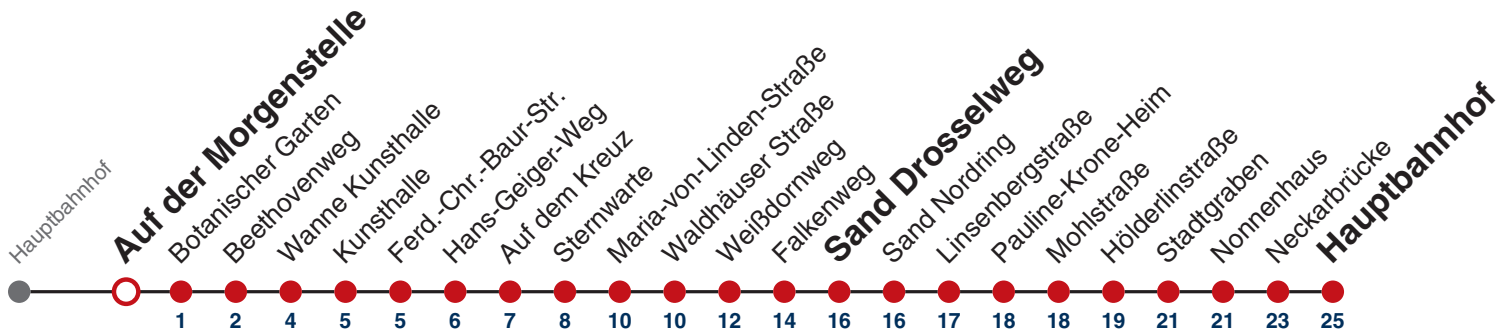 Hauptbahnhof
Auf der Morgenstelle
Botanischer Garten
Beethovenweg
Wanne Kunsthalle
Kunsthalle
Ferd.-Chr.-Baur-Str.
Hans-Geiger-Weg
Auf dem Kreuz
Sternwarte
Maria-von-Linden-Straße
Waldhäuser Straße
Weißdornweg
Falkenweg
Sand Drosselweg
Sand Nordring
Linsenbergstraße
Pauline-Krone-Heim
Mohlstraße
Hölderlinstraße
Stadtgraben
Nonnenhaus
Neckarbrücke
Hauptbahnhof
1 2 4 5 5 6 7 8 10 10 12 14 16 16 17 18 18 19 21 21 23 25